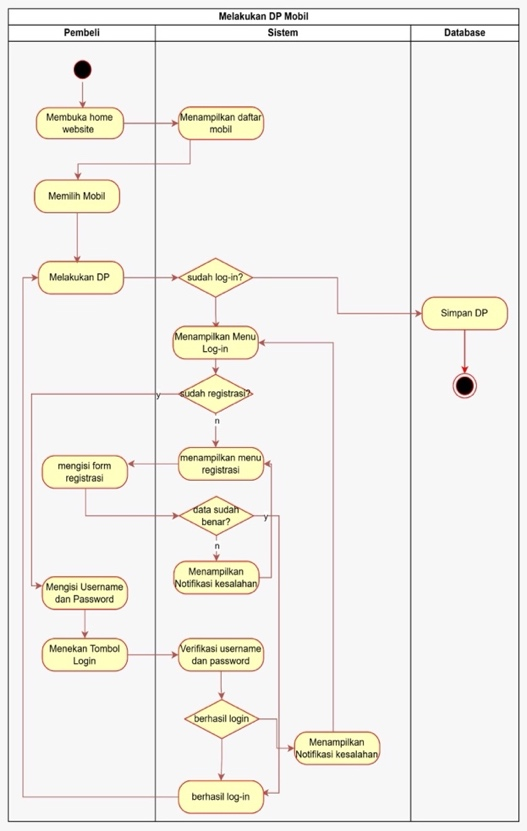 Melakukan DP Mobil
Pembeli
Sistem
Database
Membuka home
website
Menampilkan daftar
mobil
Memilih Mobil
Melakukan DP
sudah log-in?
Simpan DP
Menampilkan Menu
Log-in
y
sudah registrasi?
n
mengisi form
registrasi
menampilkan menu
registrasi
data sudah
benar?
y
n
Menampilkan
Notifikasi kesalahan
Mengisi Username
dan Password
Menekan Tombol
Login
Verifikasi username
dan password
berhasil login
Menampilkan
Notifikasi kesalahan
berhasil log-in